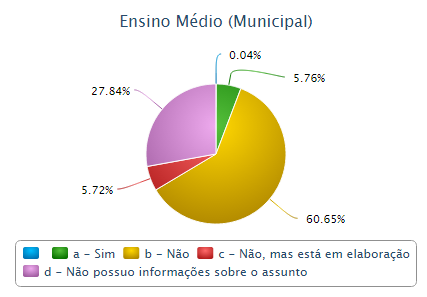 Ensino Médio (Municipal)
0.04%
5.76%
27.84%
5.72%
60.65%
a – Sim b – Não c – Não, mas está em elaboração
d – Não possuo informações sobre o assunto